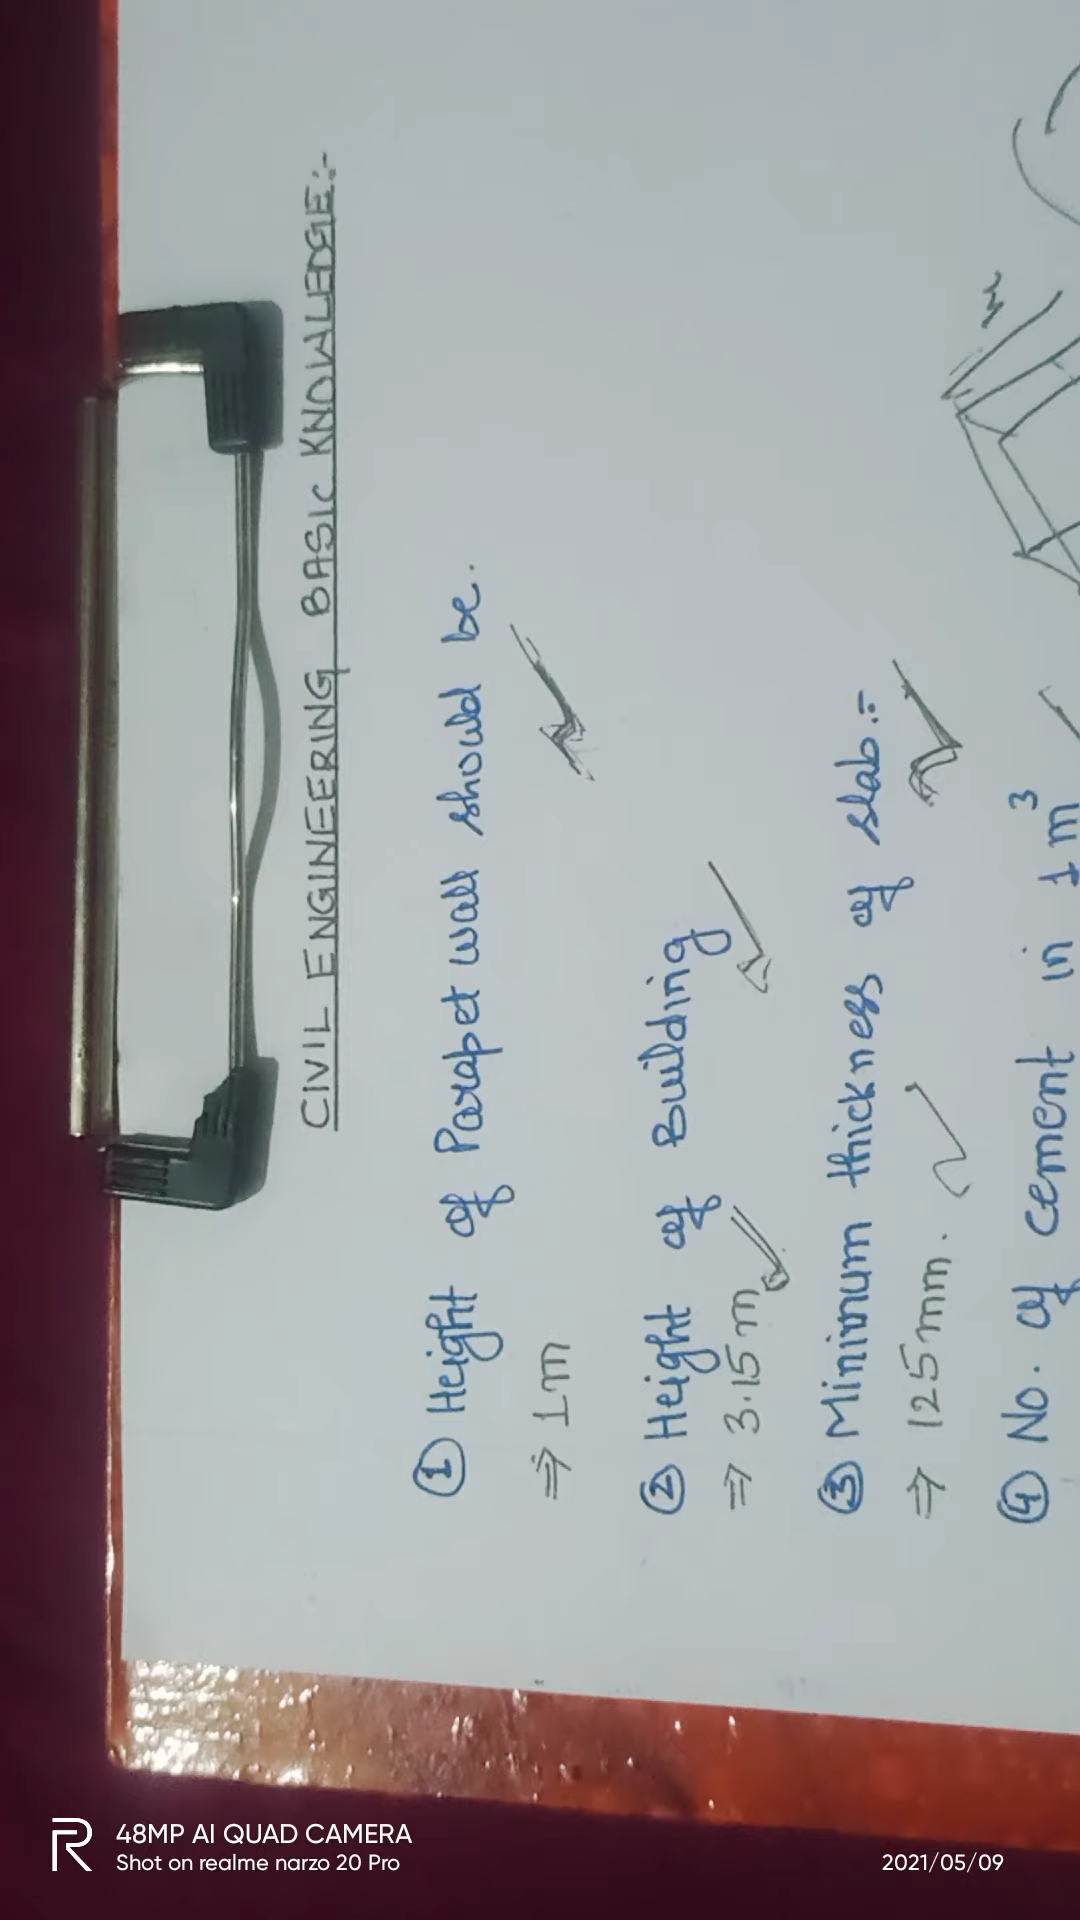 CIVIL ENGINEERING BASIC KNOWLEDGE:-
① Height of Parapet wall should be.
⇒ 1m
② Height of Building
⇒ 3.15m
③ Minimum thickness of slab:-
⇒ 125mm.
④ No. of cement in 1m³
48MP AI QUAD CAMERA
Shot on realme narzo 20 Pro
2021/05/09